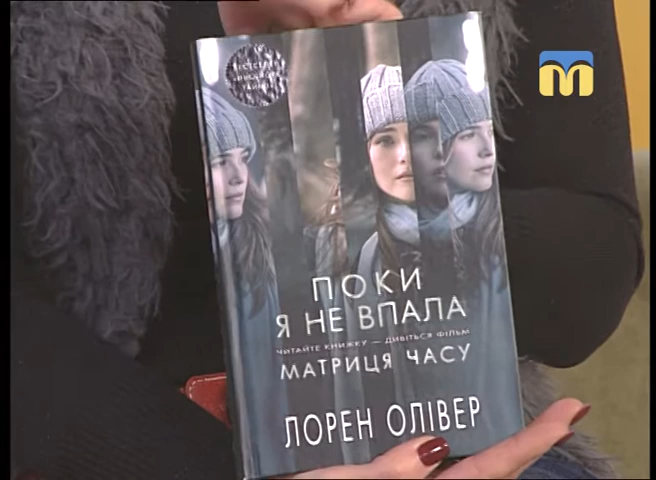 ПОКИ
Я НЕ ВПАЛА
ЧИТАЙТЕ КНИЖКУ — ДИВІТЬСЯ ФІЛЬМ
МАТРИЦЯ ЧАСУ
ЛОРЕН ОЛІВЕР